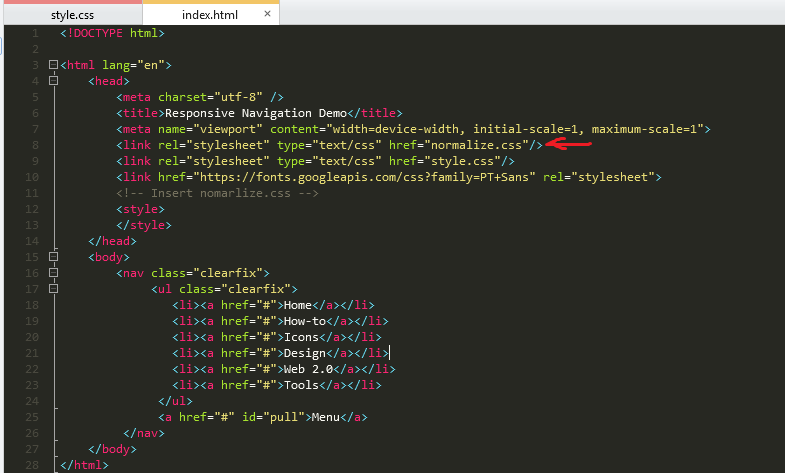 style.css
index.html ×
1 <!DOCTYPE html>
2
3 <html lang="en">
4 <head>
5 <meta charset="utf-8" />
6 <title>Responsive Navigation Demo</title>
7 <meta name="viewport" content="width=device-width, initial-scale=1, maximum-scale=1">
8 <link rel="stylesheet" type="text/css" href="normalize.css"/>
9 <link rel="stylesheet" type="text/css" href="style.css"/>
10 <link href="https://fonts.googleapis.com/css?family=PT+Sans" rel="stylesheet">
11 <!-- Insert nomarlize.css -->
12 <style>
13 </style>
14 </head>
15 <body>
16 <nav class="clearfix">
17 <ul class="clearfix">
18 <li><a href="#">Home</a></li>
19 <li><a href="#">How-to</a></li>
20 <li><a href="#">Icons</a></li>
21 <li><a href="#">Design</a></li>
22 <li><a href="#">Web 2.0</a></li>
23 <li><a href="#">Tools</a></li>
24 </ul>
25 <a href="#" id="pull">Menu</a>
26 </nav>
27 </body>
28 </html>